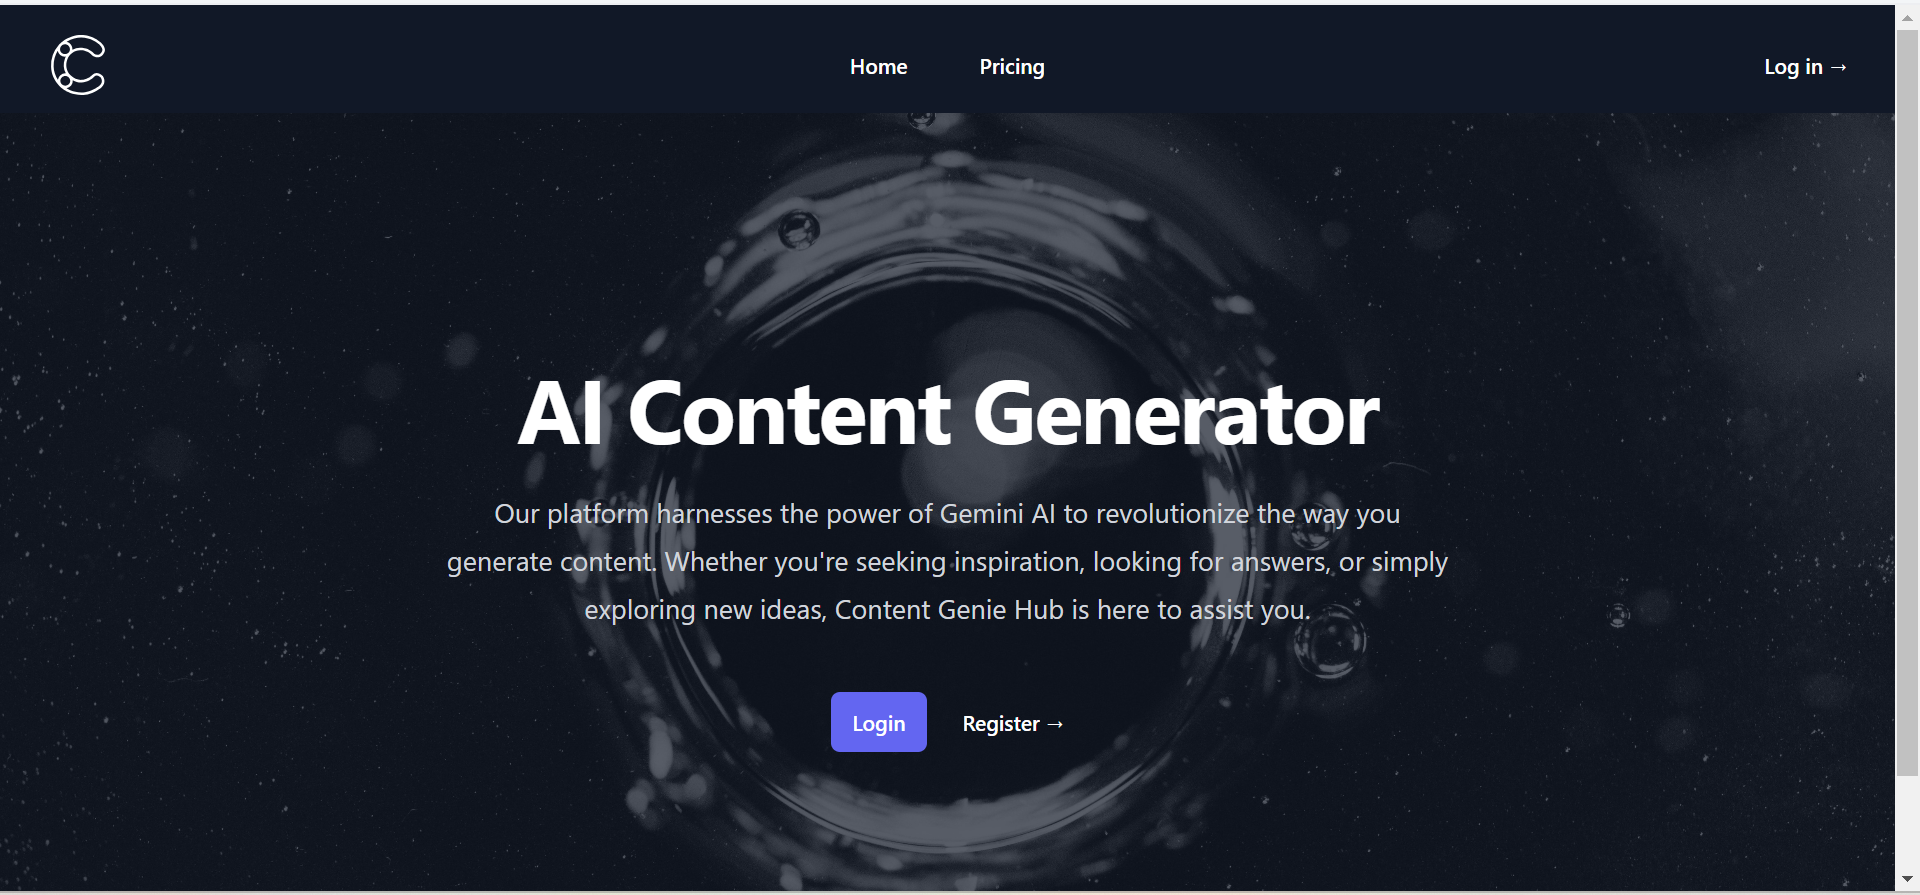 Home
Pricing
Log in →
AI Content Generator
Our platform harnesses the power of Gemini AI to revolutionize the way you
generate content. Whether you're seeking inspiration, looking for answers, or simply
exploring new ideas, Content Genie Hub is here to assist you.
Login
Register →